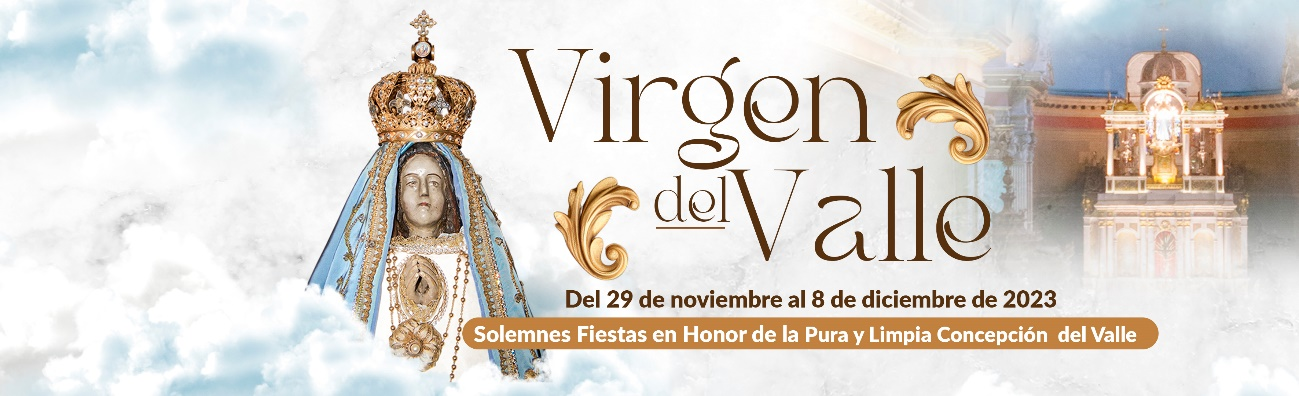 Virgen
del Valle
Del 29 de noviembre al 8 de diciembre de 2023
Solemnes Fiestas en Honor de la Pura y Limpia Concepción del Valle